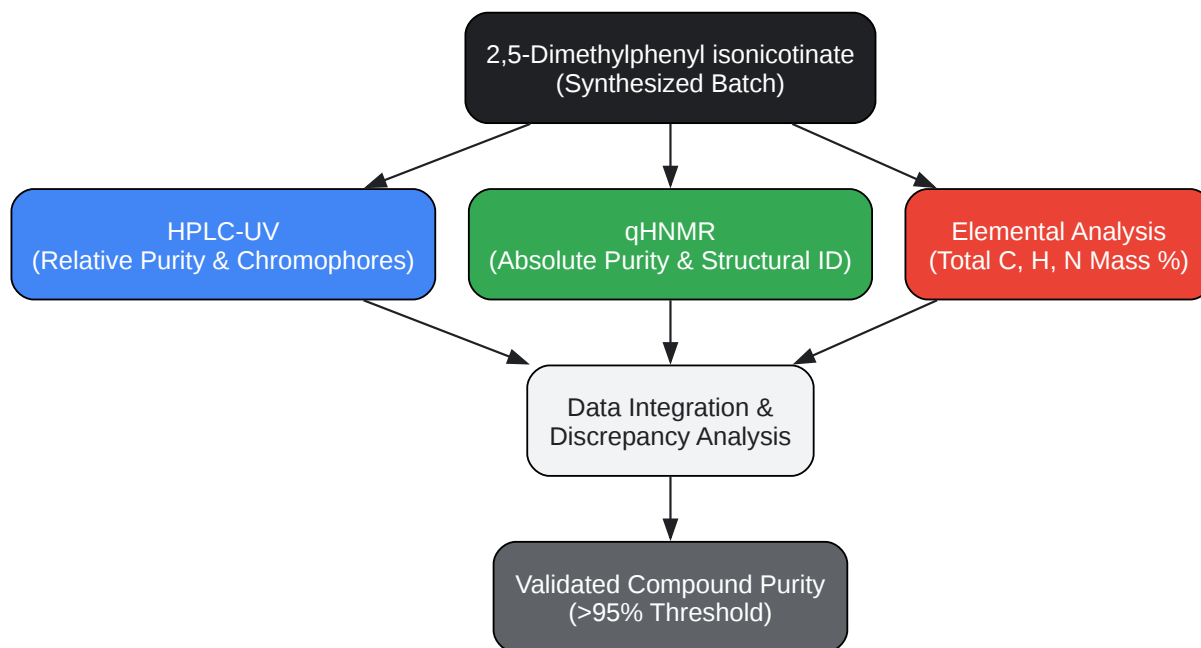 2,5-Dimethylphenyl isonicotinate
(Synthesized Batch)
HPLC-UV
(Relative Purity & Chromophores)
qHNMR
(Absolute Purity & Structural ID)
Elemental Analysis
(Total C, H, N Mass %)
Data Integration &
Discrepancy Analysis
Validated Compound Purity
(>95% Threshold)